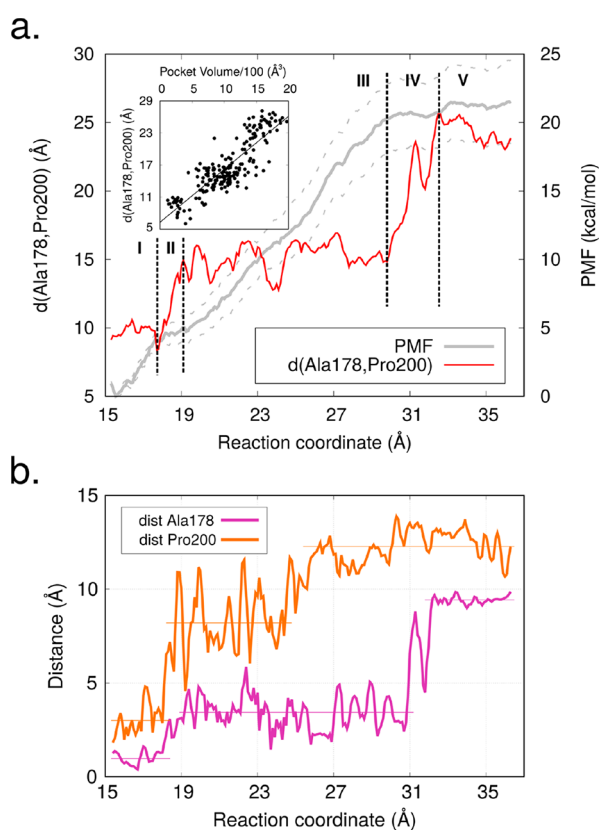 a.
30
25
20
15
10
5
d(Ala178,Pro200) (Å)
25
20
15
10
5
0
PMF (kcal/mol)
Pocket Volume/100 (Å³)
0 5 10 15 20
29
23
17
11
5
d(Ala178,Pro200) (Å)
I II III IV V
PMF
d(Ala178,Pro200)
15 19 23 27 31 35
Reaction coordinate (Å)
b.
15
10
5
0
Distance (Å)
dist Ala178
dist Pro200
15 19 23 27 31 35
Reaction coordinate (Å)